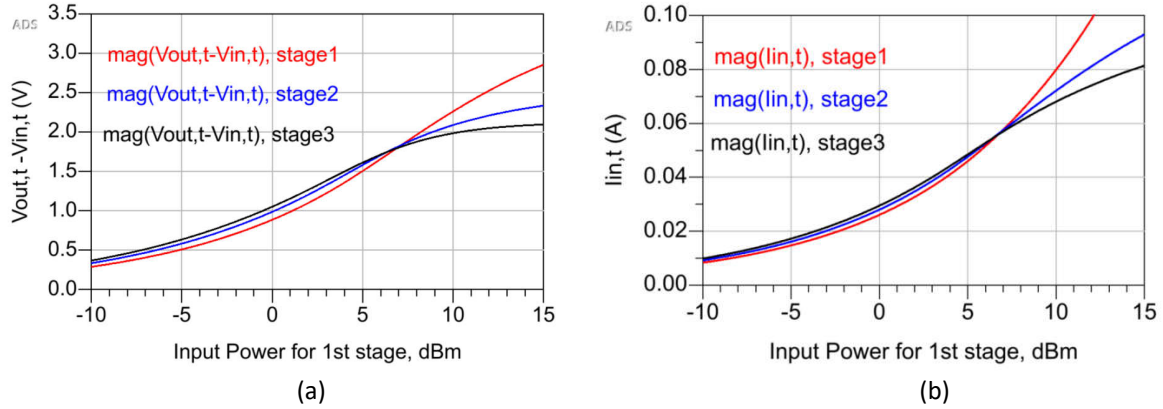 ADS
3.5
3.0
2.5
2.0
1.5
1.0
0.5
0.0
Vout,t -Vin,t (V)
mag(Vout,t-Vin,t), stage1
mag(Vout,t-Vin,t), stage2
mag(Vout,t-Vin,t), stage3
-10 -5 0 5 10 15
Input Power for 1st stage, dBm
(a)
ADS
0.10
0.08
0.06
0.04
0.02
0.00
Iin,t (A)
mag(Iin,t), stage1
mag(Iin,t), stage2
mag(Iin,t), stage3
-10 -5 0 5 10 15
Input Power for 1st stage, dBm
(b)